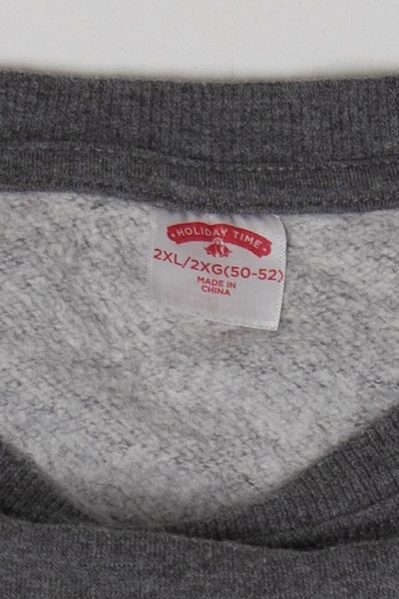 HOLIDAY TIME
2XL/2XG(50-52)
MADE IN
CHINA